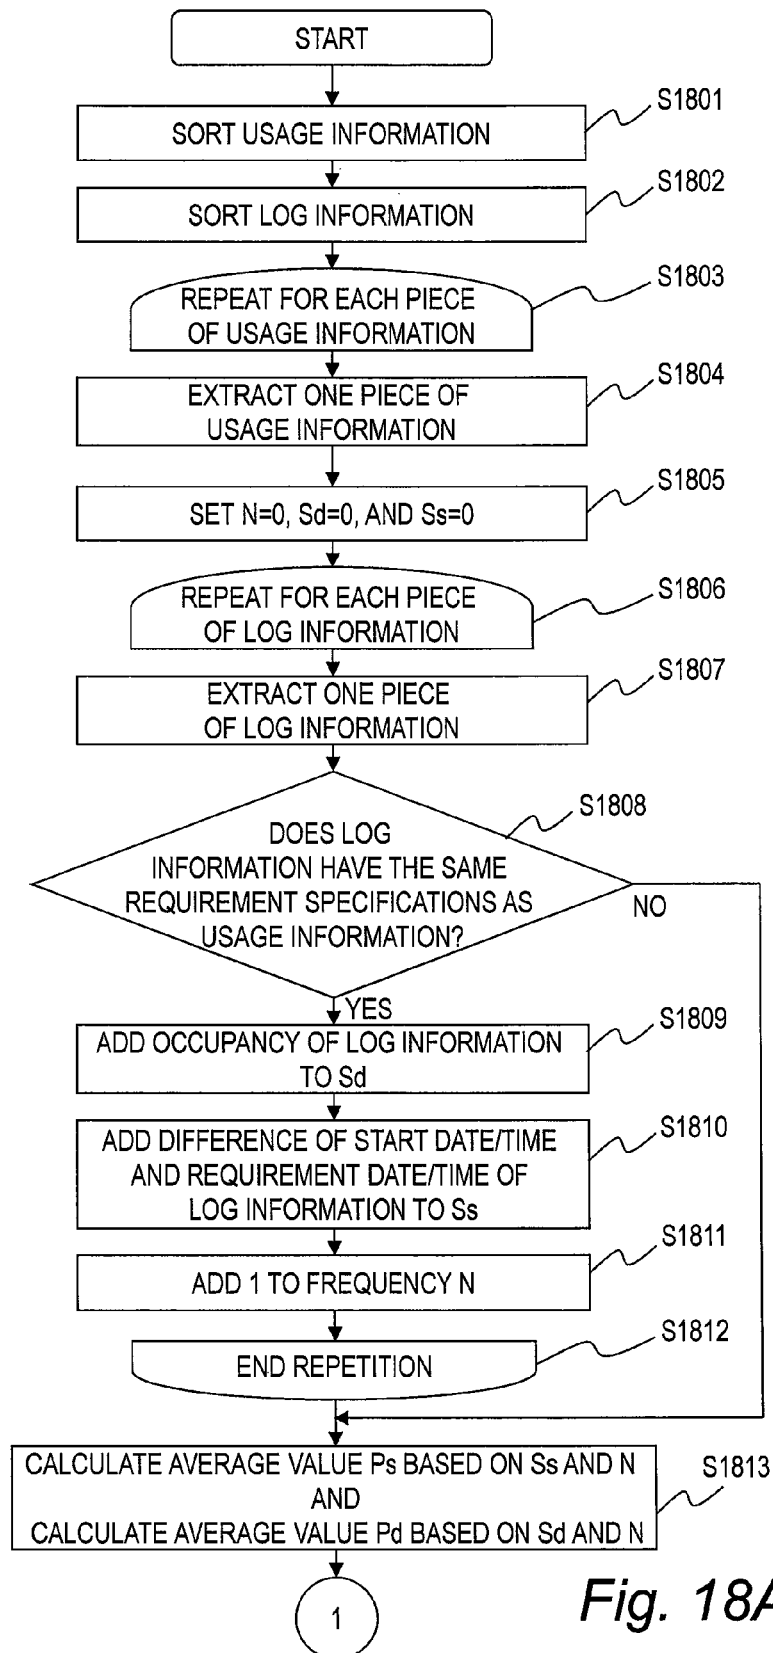 START
S1801
SORT USAGE INFORMATION
S1802
SORT LOG INFORMATION
S1803
REPEAT FOR EACH PIECE
OF USAGE INFORMATION
S1804
EXTRACT ONE PIECE OF
USAGE INFORMATION
S1805
SET N=0, Sd=0, AND Ss=0
S1806
REPEAT FOR EACH PIECE
OF LOG INFORMATION
S1807
EXTRACT ONE PIECE
OF LOG INFORMATION
S1808
DOES LOG
INFORMATION HAVE THE SAME
REQUIREMENT SPECIFICATIONS AS
USAGE INFORMATION?
NO
YES
S1809
ADD OCCUPANCY OF LOG INFORMATION
TO Sd
S1810
ADD DIFFERENCE OF START DATE/TIME
AND REQUIREMENT DATE/TIME OF
LOG INFORMATION TO Ss
S1811
ADD 1 TO FREQUENCY N
S1812
END REPETITION
S1813
CALCULATE AVERAGE VALUE Ps BASED ON Ss AND N
AND
CALCULATE AVERAGE VALUE Pd BASED ON Sd AND N
1
Fig. 18A